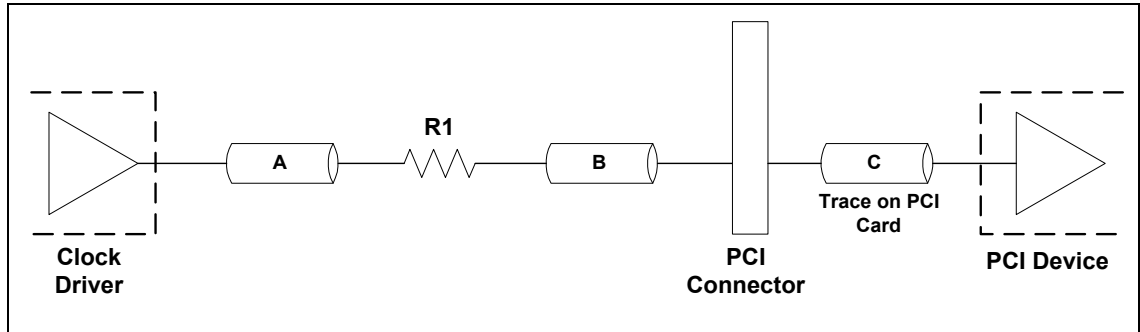 R1
A
B
C
Trace on PCI
Card
Clock
Driver
PCI
Connector
PCI Device